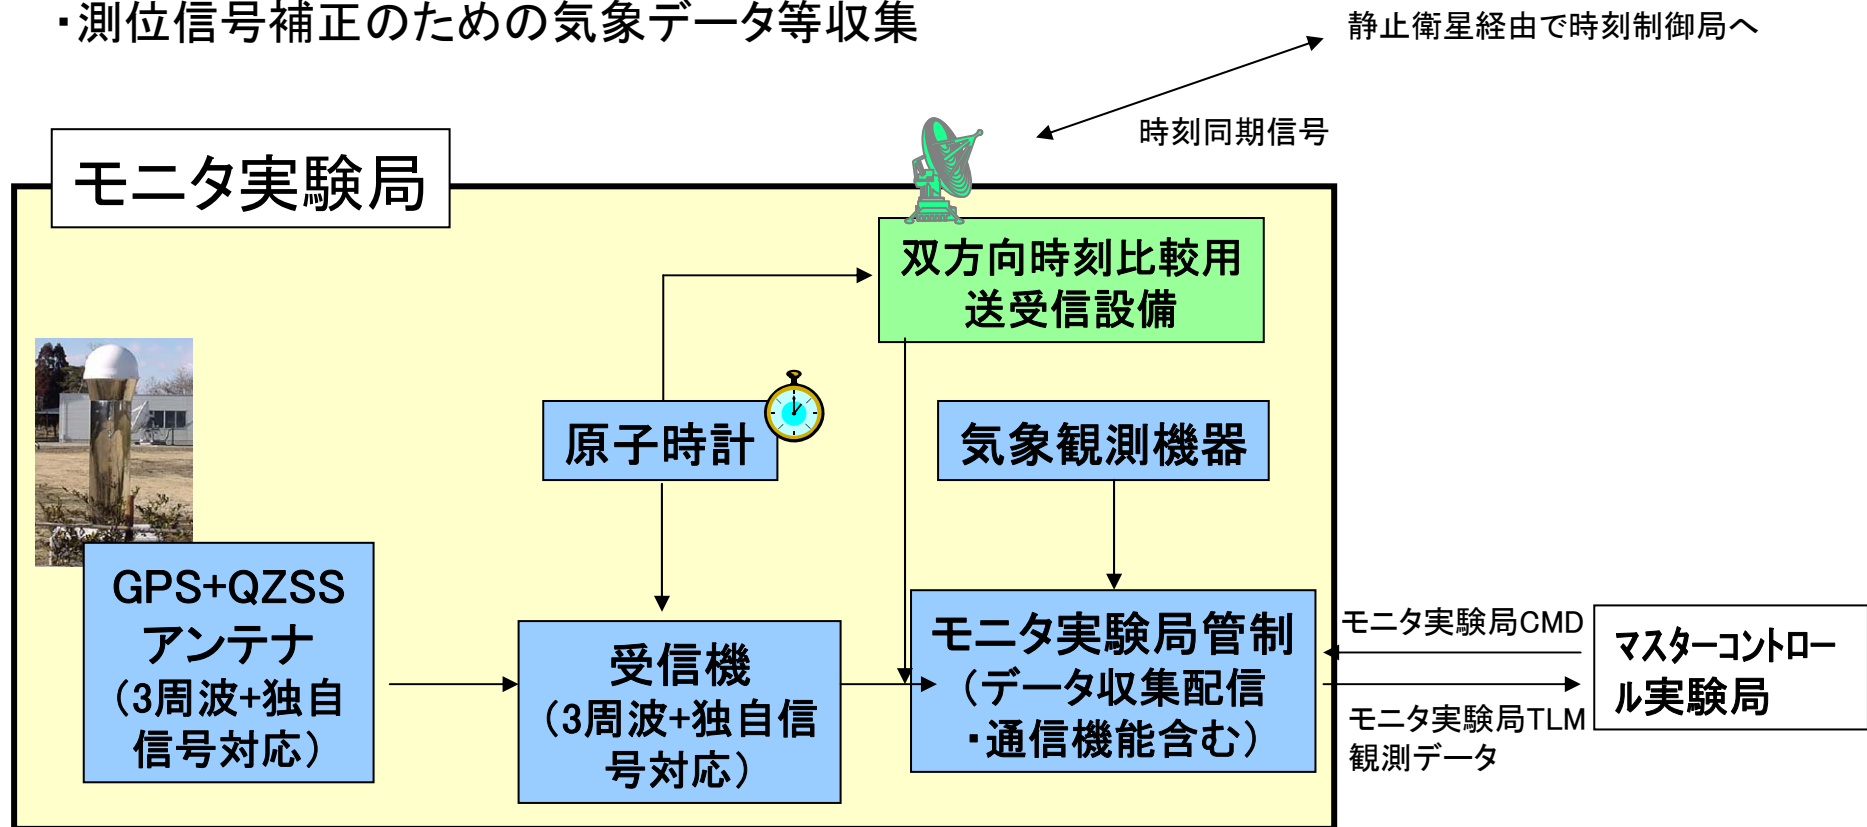 ・測位信号補正のための気象データ等収集
静止衛星経由で時刻制御局へ
時刻同期信号
モニタ実験局
双方向時刻比較用
送受信設備
原子時計
気象観測機器
GPS+QZSS
アンテナ
（3周波+独自
信号対応）
受信機
（3周波+独自信
号対応）
モニタ実験局管制
（データ収集配信
・通信機能含む）
モニタ実験局CMD
モニタ実験局TLM
観測データ
マスターコントロー
ル実験局